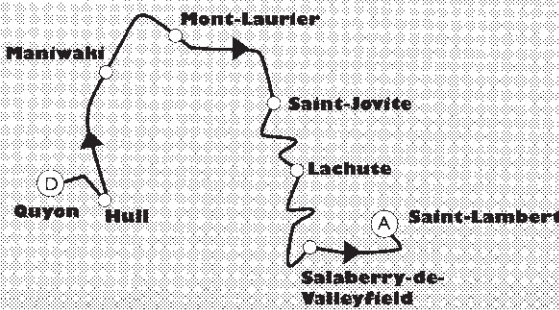 Mont-Laurier
Maniwaki
Saint-Jovite
Lachute
D
Quyon
Hull
A
Saint-Lambert
Salaberry-de-
Valleyfield